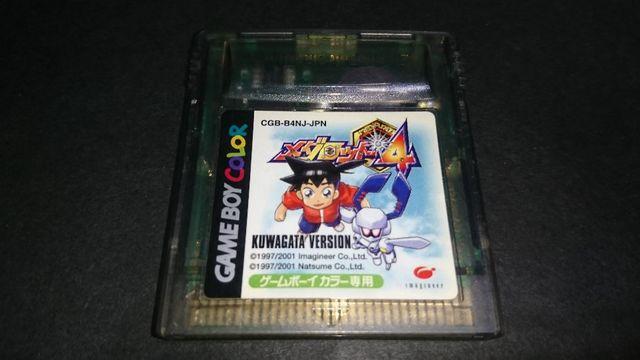 GAME BOY COLOR
CGB-B4NJ-JPN
メダロット4
KUWAGATA VERSION
©1997/2001 Imagineer Co.,Ltd.
©1997/2001 Natsume Co.,Ltd.
ゲームボーイカラー専用
imagineer